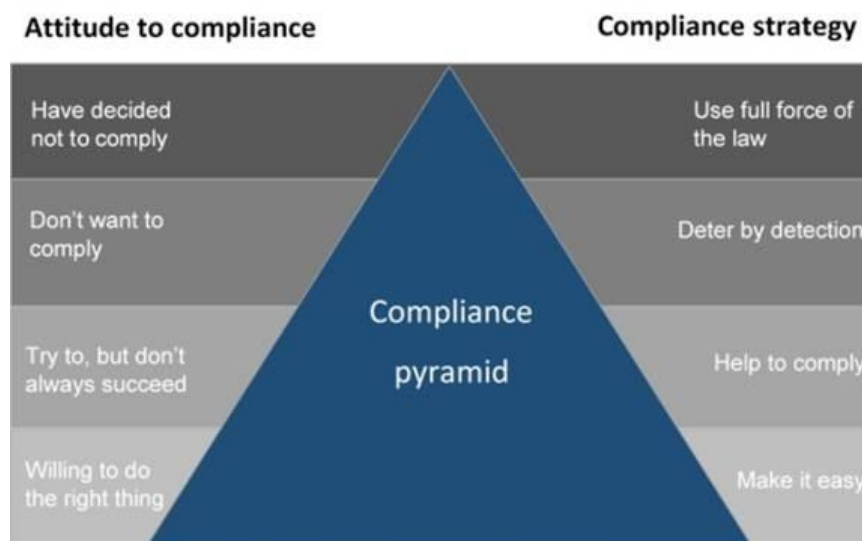 Attitude to compliance
Compliance strategy
Have decided
not to comply
Use full force of
the law
Don't want to
comply
Deter by detection
Compliance
pyramid
Try to, but don't
always succeed
Help to comply
Willing to do
the right thing
Make it easy